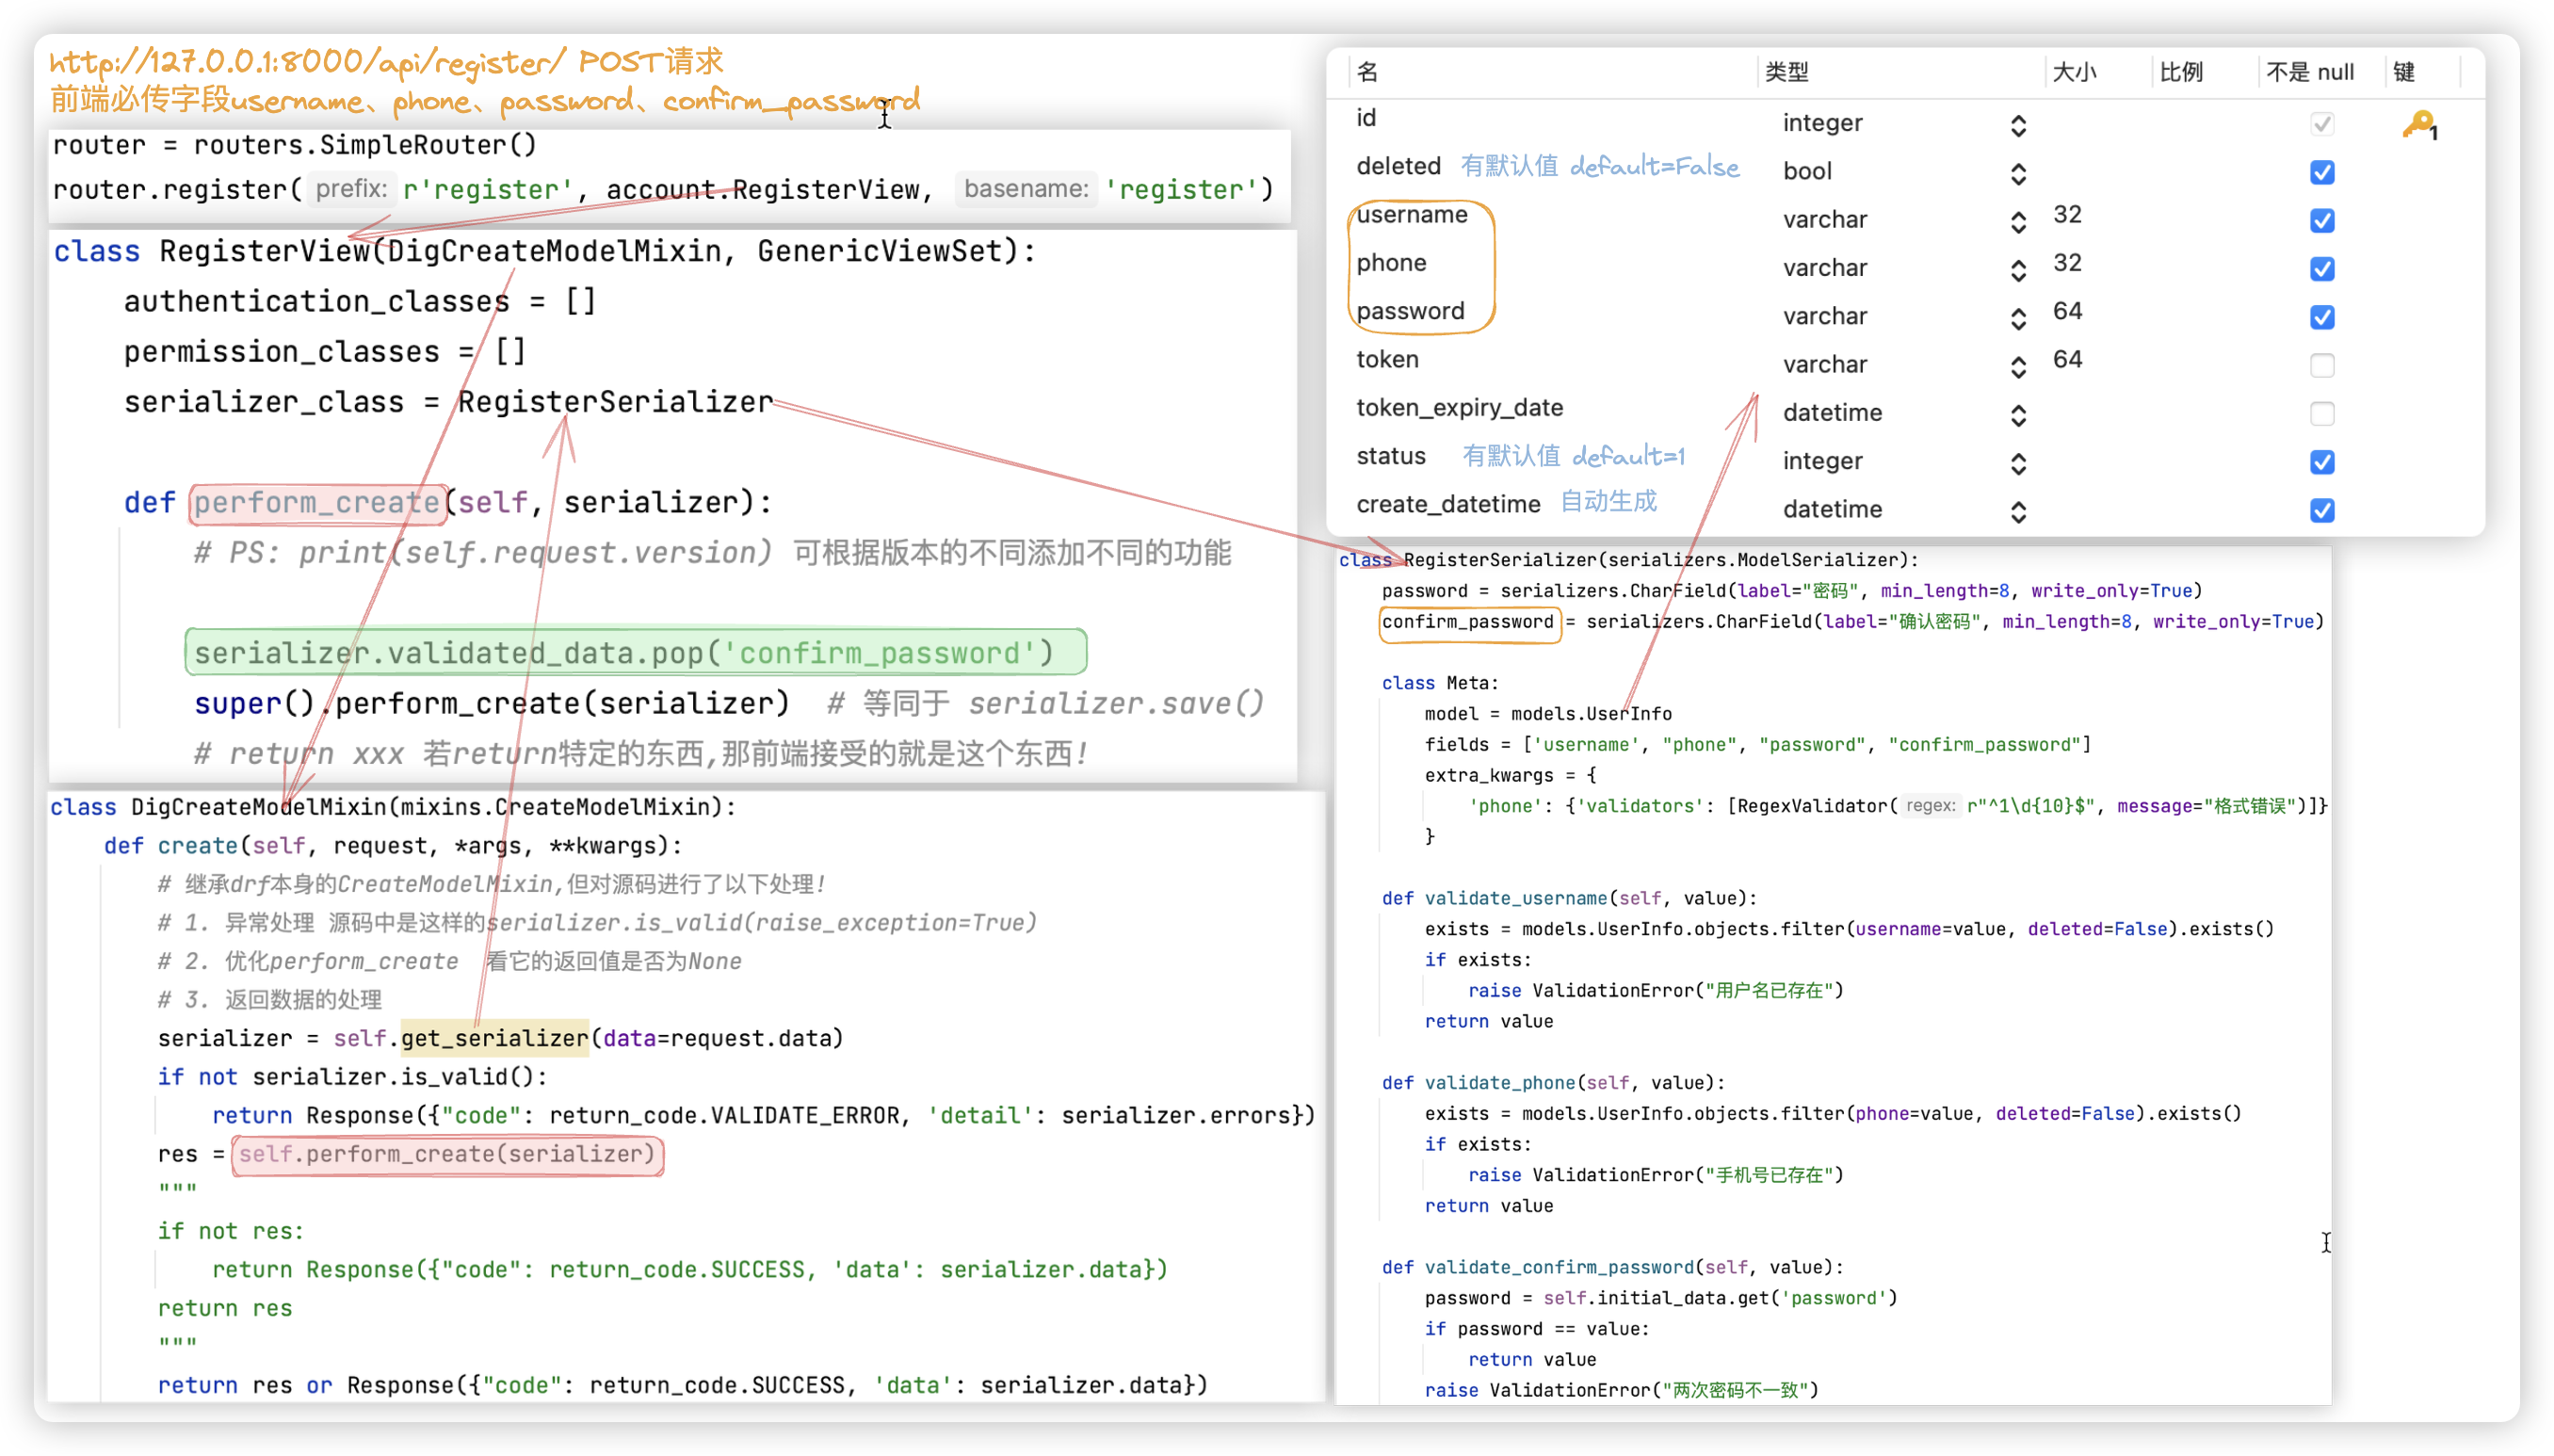 http://127.0.0.1:8000/api/register/ POST请求
前端必传字段username、phone、password、confirm_password
router = routers.SimpleRouter()
router.register( prefix: r'register', account.RegisterView, basename: 'register')
class RegisterView(DigCreateModelMixin, GenericViewSet):
authentication_classes = []
permission_classes = []
serializer_class = RegisterSerializer
def perform_create(self, serializer):
# PS: print(self.request.version) 可根据版本的不同添加不同的功能
serializer.validated_data.pop('confirm_password')
super().perform_create(serializer)  # 等同于 serializer.save()
# return xxx 若return特定的东西,那前端接受的就是这个东西!
class DigCreateModelMixin(mixins.CreateModelMixin):
def create(self, request, *args, **kwargs):
# 继承drf本身的CreateModelMixin,但对源码进行了以下处理!
# 1. 异常处理 源码中是这样的serializer.is_valid(raise_exception=True)
# 2. 优化perform_create  看它的返回值是否为None
# 3. 返回数据的处理
serializer = self.get_serializer(data=request.data)
if not serializer.is_valid():
return Response({"code": return_code.VALIDATE_ERROR, 'detail': serializer.errors})
res = self.perform_create(serializer)
"""
if not res:
return Response({"code": return_code.SUCCESS, 'data': serializer.data})
return res
"""
return res or Response({"code": return_code.SUCCESS, 'data': serializer.data})
名 类型 大小 比例 不是 null 键
id integer 1
deleted 有默认值 default=False bool
username varchar 32
phone varchar 32
password varchar 64
token varchar 64
token_expiry_date datetime
status 有默认值 default=1 integer
create_datetime 自动生成 datetime
class RegisterSerializer(serializers.ModelSerializer):
password = serializers.CharField(label="密码", min_length=8, write_only=True)
confirm_password = serializers.CharField(label="确认密码", min_length=8, write_only=True)
class Meta:
model = models.UserInfo
fields = ['username', "phone", "password", "confirm_password"]
extra_kwargs = {
'phone': {'validators': [RegexValidator( regex: r"^1\d{10}$", message="格式错误")]}
}
def validate_username(self, value):
exists = models.UserInfo.objects.filter(username=value, deleted=False).exists()
if exists:
raise ValidationError("用户名已存在")
return value
def validate_phone(self, value):
exists = models.UserInfo.objects.filter(phone=value, deleted=False).exists()
if exists:
raise ValidationError("手机号已存在")
return value
def validate_confirm_password(self, value):
password = self.initial_data.get('password')
if password == value:
return value
raise ValidationError("两次密码不一致")